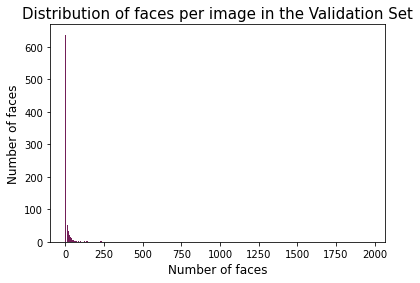 Distribution of faces per image in the Validation Set
600
500
400
300
200
100
0
Number of faces
0 250 500 750 1000 1250 1500 1750 2000
Number of faces